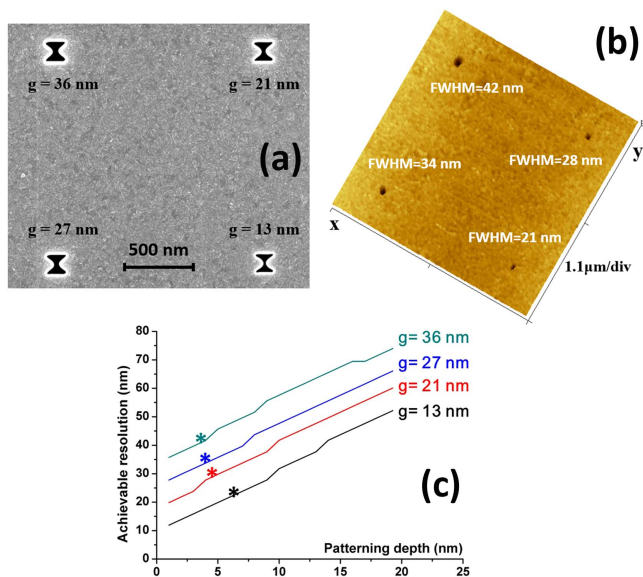 g = 36 nm
g = 21 nm
(a)
g = 27 nm
g = 13 nm
500 nm
(b)
FWHM=42 nm
FWHM=28 nm
FWHM=34 nm
FWHM=21 nm
x
y
1.1µm/div
Achievable resolution (nm)
80
70
60
50
40
30
20
10
0
g= 36 nm
g= 27 nm
g= 21 nm
g= 13 nm
*
*
*
*
(c)
Patterning depth (nm)
0
5
10
15
20
25